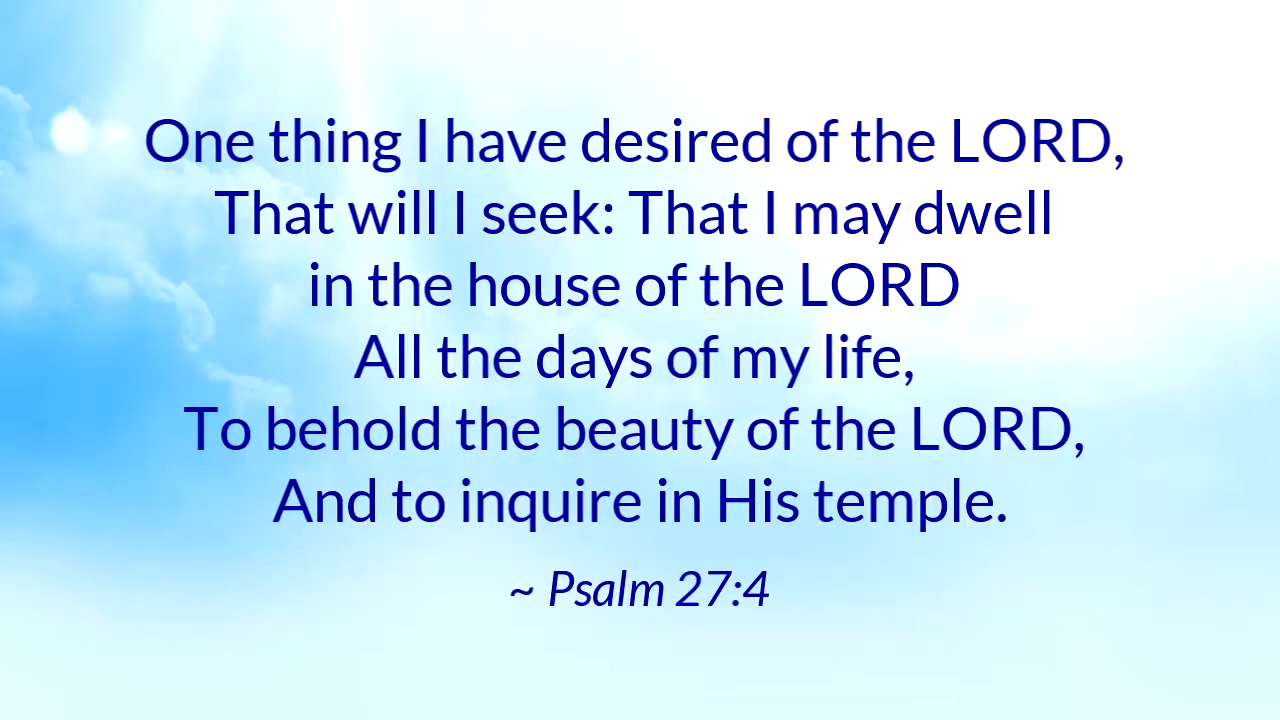 One thing I have desired of the LORD,
That will I seek: That I may dwell
in the house of the LORD
All the days of my life,
To behold the beauty of the LORD,
And to inquire in His temple.
~ Psalm 27:4